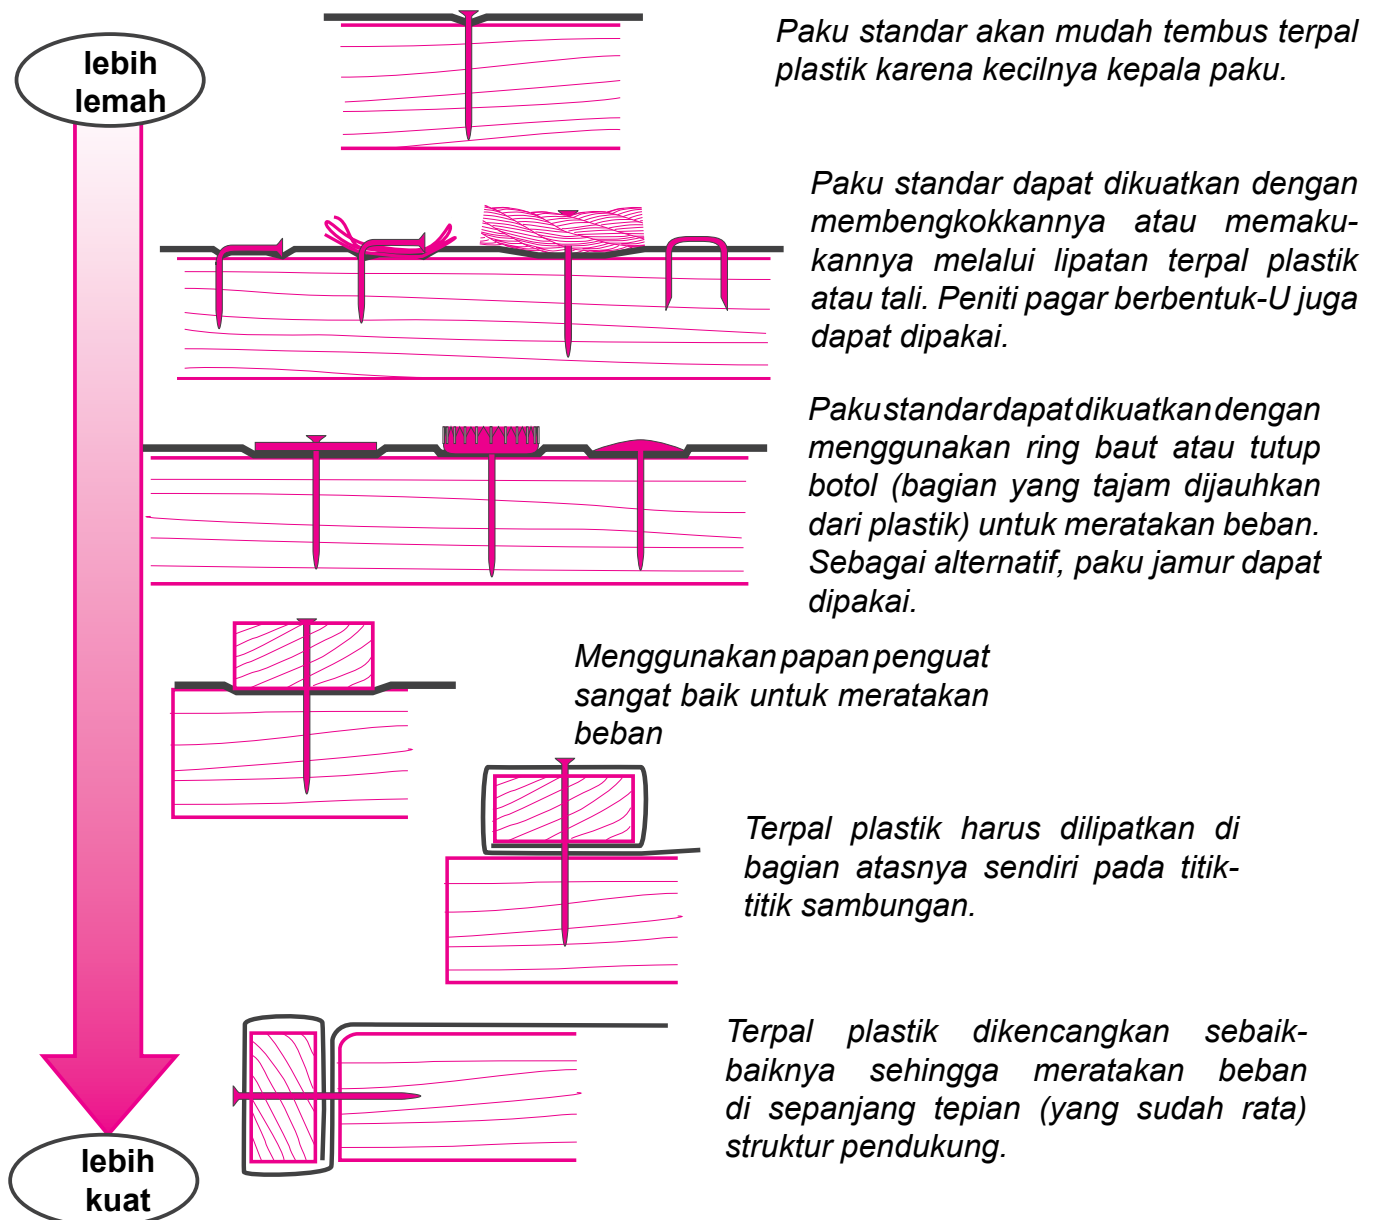 lebih
lemah
Paku standar akan mudah tembus terpal
plastik karena kecilnya kepala paku.
Paku standar dapat dikuatkan dengan
membengkokkannya atau memaku-
kannya melalui lipatan terpal plastik
atau tali. Peniti pagar berbentuk-U juga
dapat dipakai.
Paku standar dapat dikuatkan dengan
menggunakan ring baut atau tutup
botol (bagian yang tajam dijauhkan
dari plastik) untuk meratakan beban.
Sebagai alternatif, paku jamur dapat
dipakai.
Menggunakan papan penguat
sangat baik untuk meratakan
beban
Terpal plastik harus dilipatkan di
bagian atasnya sendiri pada titik-
titik sambungan.
Terpal plastik dikencangkan sebaik-
baiknya sehingga meratakan beban
di sepanjang tepian (yang sudah rata)
struktur pendukung.
lebih
kuat